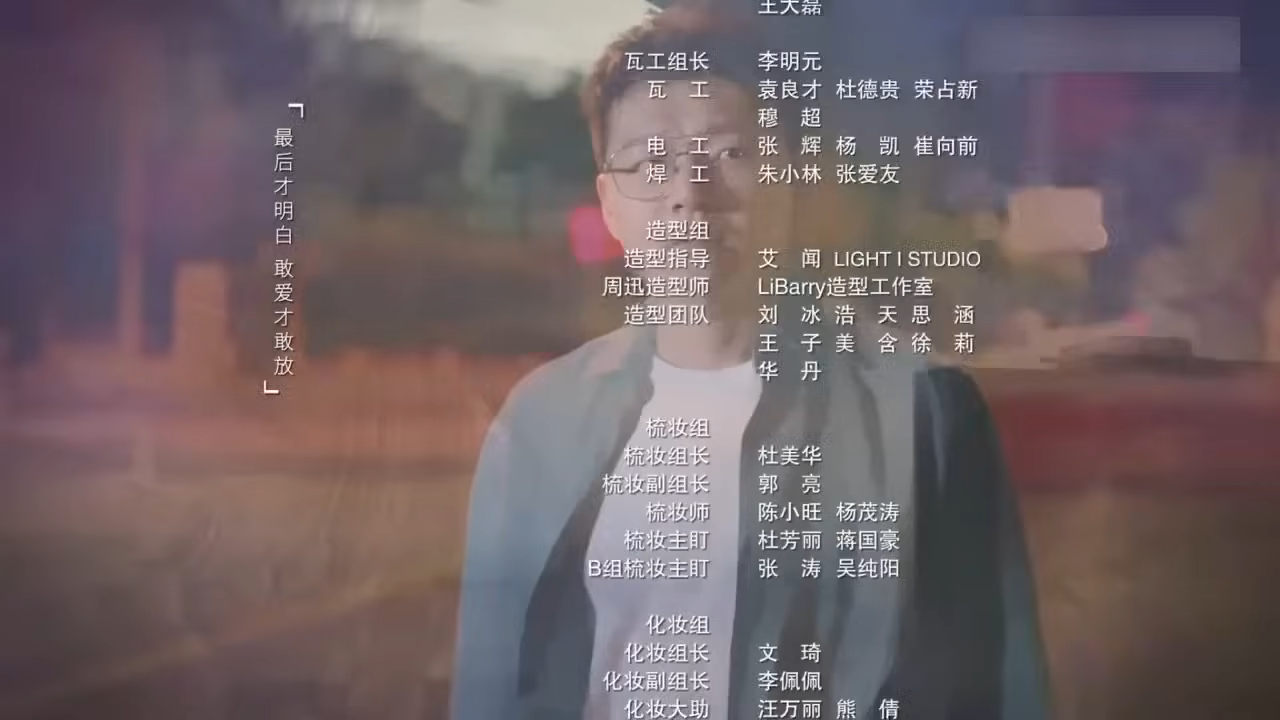 王大磊
瓦工组长 李明元
瓦 工 袁良才 杜德贵 荣占新
穆 超
电 工 张 辉 杨 凯 崔向前
焊 工 朱小林 张爱友
造型组
造型指导 艾 闻 LIGHT I STUDIO
周迅造型师 LiBarry造型工作室
造型团队 刘 冰 浩 天 思 涵
王 子 美 含 徐 莉
华 丹
梳妆组
梳妆组长 杜美华
梳妆副组长 郭 亮
梳妆师 陈小旺 杨茂涛
梳妆主盯 杜芳丽 蒋国豪
B组梳妆主盯 张 涛 吴纯阳
化妆组
化妆组长 文 琦
化妆副组长 李佩佩
化妆大助 汪万丽 熊 倩
「最后才明白 敢爱才敢放」